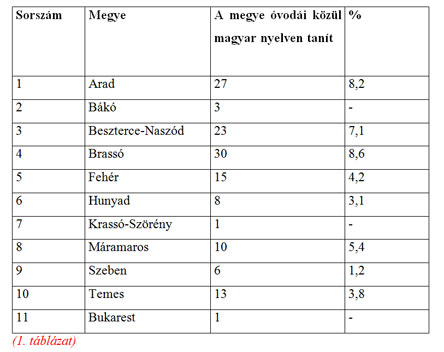 Sorszám Megye A megye óvodái közül %
magyar nyelven tanít
1 Arad 27 8,2
2 Bákó 3 -
3 Beszterce-Naszód 23 7,1
4 Brassó 30 8,6
5 Fehér 15 4,2
6 Hunyad 8 3,1
7 Krassó-Szörény 1 -
8 Máramaros 10 5,4
9 Szeben 6 1,2
10 Temes 13 3,8
11 Bukarest 1 -
(1. táblázat)